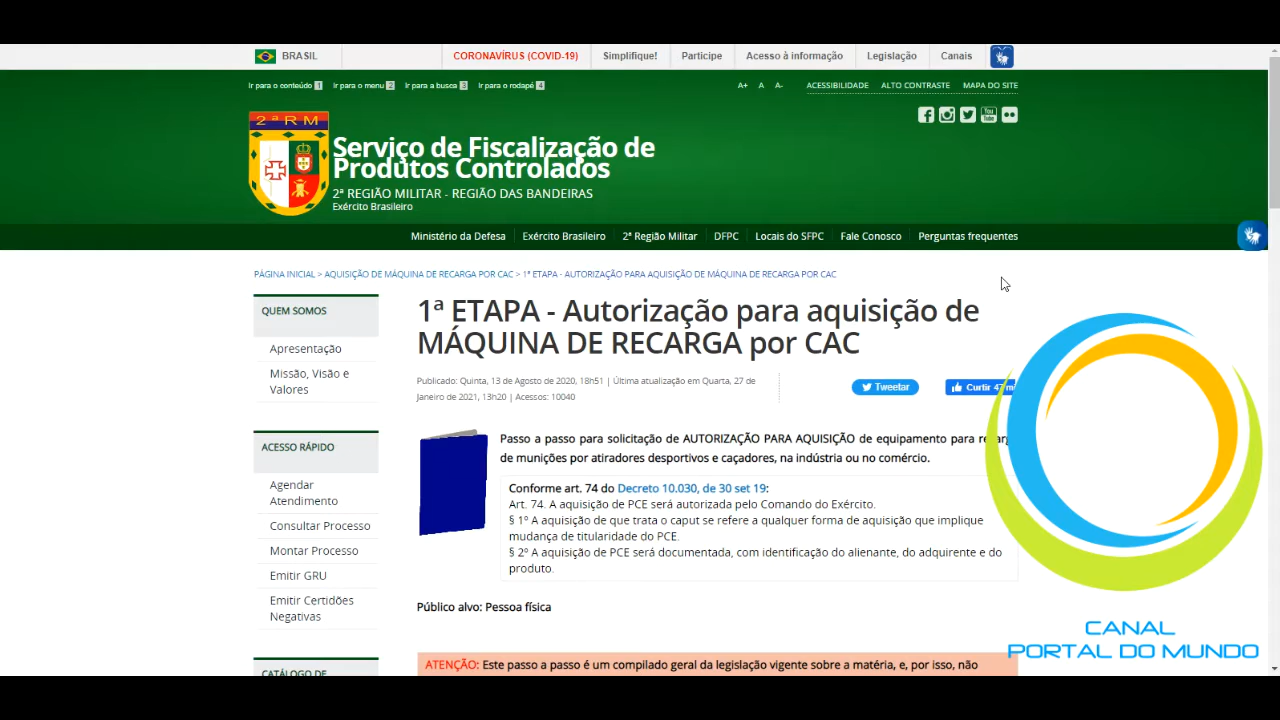 BRASIL
CORONAVÍRUS (COVID-19)
Simplifique!
Participe
Acesso à informação
Legislação
Canais
Ir para o conteúdo 1
Ir para o menu 2
Ir para a busca 3
Ir para o rodapé 4
A+
A
A-
ACESSIBILIDADE
ALTO CONTRASTE
MAPA DO SITE
You Tube
2ª RM
Serviço de Fiscalização de
Produtos Controlados
2ª REGIÃO MILITAR - REGIÃO DAS BANDEIRAS
Exército Brasileiro
Ministério da Defesa
Exército Brasileiro
2ª Região Militar
DFPC
Locais do SFPC
Fale Conosco
Perguntas frequentes
PÁGINA INICIAL > AQUISIÇÃO DE MÁQUINA DE RECARGA POR CAC > 1ª ETAPA - AUTORIZAÇÃO PARA AQUISIÇÃO DE MÁQUINA DE RECARGA POR CAC
QUEM SOMOS
Apresentação
Missão, Visão e
Valores
ACESSO RÁPIDO
Agendar
Atendimento
Consultar Processo
Montar Processo
Emitir GRU
Emitir Certidões
Negativas
CATÁLOGO DE
1ª ETAPA - Autorização para aquisição de
MÁQUINA DE RECARGA por CAC
Publicado: Quinta, 13 de Agosto de 2020, 18h51 | Última atualização em Quarta, 27 de
Janeiro de 2021, 13h20 | Acessos: 10040
Tweetar
Curtir 47 m
Passo a passo para solicitação de AUTORIZAÇÃO PARA AQUISIÇÃO de equipamento para recarg
de munições por atiradores desportivos e caçadores, na indústria ou no comércio.
Conforme art. 74 do Decreto 10.030, de 30 set 19:
Art. 74. A aquisição de PCE será autorizada pelo Comando do Exército.
§ 1º A aquisição de que trata o caput se refere a qualquer forma de aquisição que implique
mudança de titularidade do PCE.
§ 2º A aquisição de PCE será documentada, com identificação do alienante, do adquirente e do
produto.
Público alvo: Pessoa física
ATENÇÃO: Este passo a passo é um compilado geral da legislação vigente sobre a matéria, e, por isso, não
CANAL
PORTAL DO MUNDO